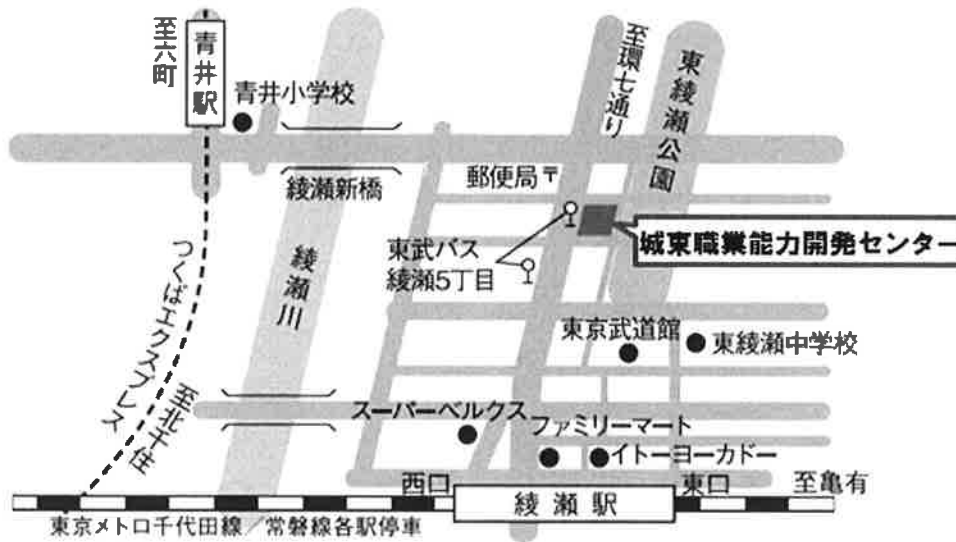 至六町
青井駅
青井小学校
至環七通り
東綾瀬公園
郵便局〒
綾瀬新橋
城東職業能力開発センター
東武バス
綾瀬5丁目
綾瀬川
つくばエクスプレス
東京武道館
東綾瀬中学校
至北千住
スーパーベルクス
ファミリーマート
イトーヨーカドー
西口
綾瀬駅
東口
至亀有
東京メトロ千代田線/常磐線各駅停車